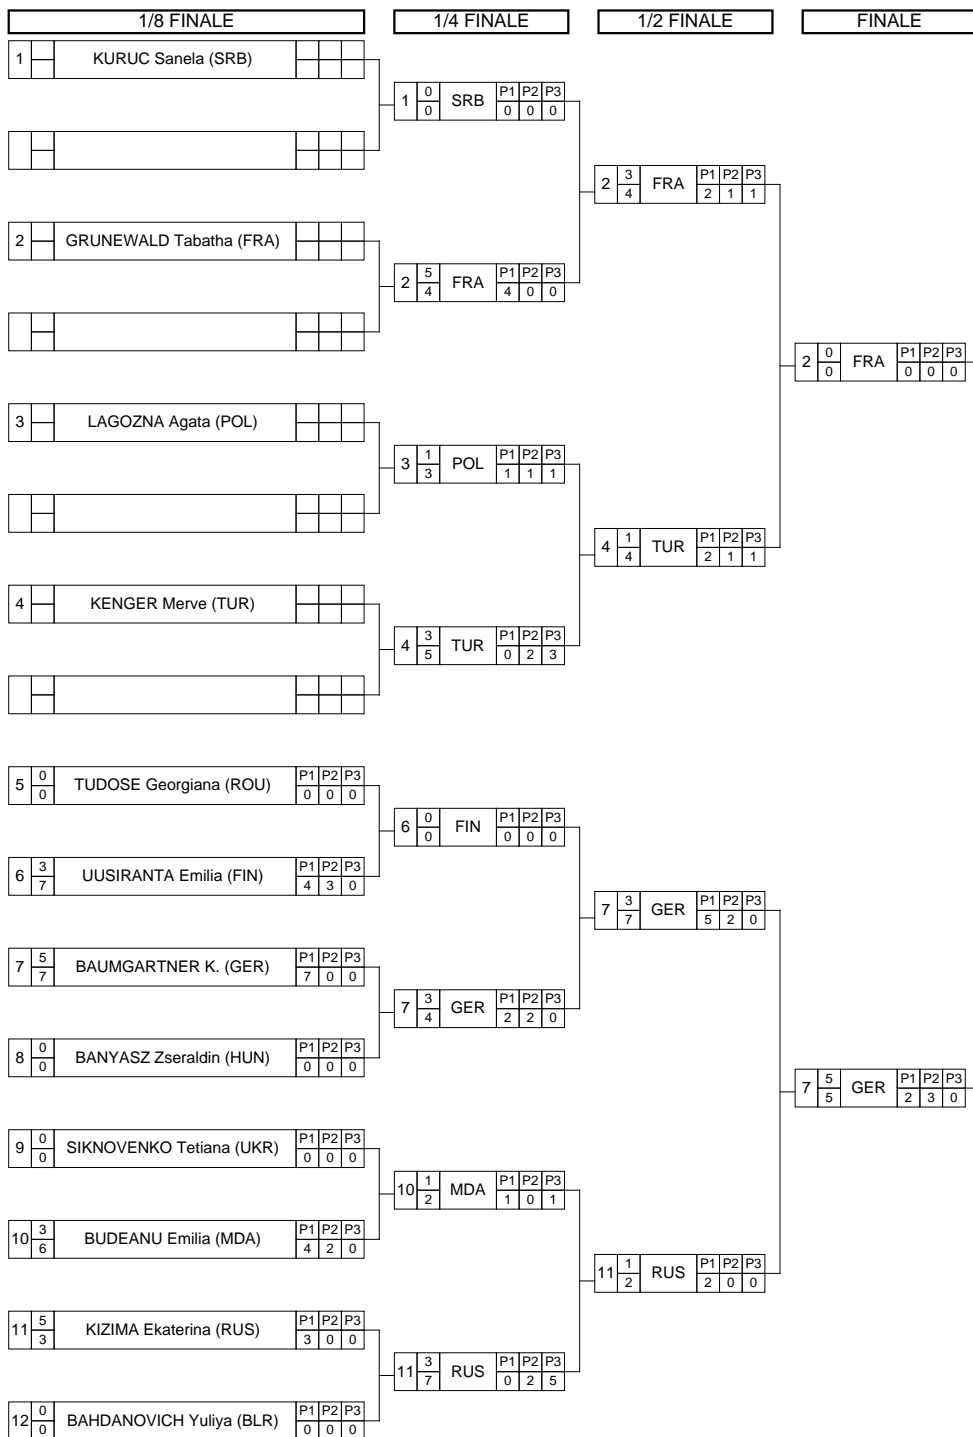 1/8 FINALE 1/4 FINALE 1/2 FINALE FINALE
1 KURUC Sanela (SRB)
1 0 0 SRB P1 P2 P3 0 0 0
2 3 4 FRA P1 P2 P3 2 1 1
2 GRUNEWALD Tabatha (FRA)
2 5 4 FRA P1 P2 P3 4 0 0
2 0 0 FRA P1 P2 P3 0 0 0
3 LAGOZNA Agata (POL)
3 1 3 POL P1 P2 P3 1 1 1
4 1 4 TUR P1 P2 P3 2 1 1
4 KENGER Merve (TUR)
4 3 5 TUR P1 P2 P3 0 2 3
5 0 0 TUDOSE Georgiana (ROU) P1 P2 P3 0 0 0
6 0 0 FIN P1 P2 P3 0 0 0
6 3 7 UUSIRANTA Emilia (FIN) P1 P2 P3 4 3 0
7 3 7 GER P1 P2 P3 5 2 0
7 5 7 BAUMGARTNER K. (GER) P1 P2 P3 7 0 0
7 3 4 GER P1 P2 P3 2 2 0
8 0 0 BANYASZ Zseraldin (HUN) P1 P2 P3 0 0 0
7 5 5 GER P1 P2 P3 2 3 0
9 0 0 SIKNOVENKO Tetiana (UKR) P1 P2 P3 0 0 0
10 1 2 MDA P1 P2 P3 1 0 1
10 3 6 BUDEANU Emilia (MDA) P1 P2 P3 4 2 0
11 1 2 RUS P1 P2 P3 2 0 0
11 5 3 KIZIMA Ekaterina (RUS) P1 P2 P3 3 0 0
11 3 7 RUS P1 P2 P3 0 2 5
12 0 0 BAHDANOVICH Yuliya (BLR) P1 P2 P3 0 0 0